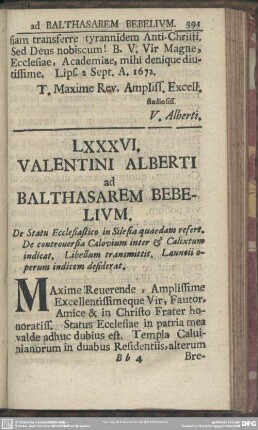 ad BALTHASAREM BEBELIVM. 391
siam transferre tyrannidem Anti-Christi,
Sed Deus nobiscum! B. V. Vir Magne,
Ecclesiae, Academiae, mihi denique diu-
tissime. Lips. 2 Sept. A. 1672.
T. Maxime Rev. Ampliss. Excell.
studiosiss.
V. Alberti.
LXXXVI.
VALENTINI ALBERTI
ad
BALTHASAREM BEBE-
LIVM.
De Statu Ecclesiastico in Silesia quaedam refert.
De controversia Calovium inter & Calixtum
indicat, Libellum transmittit, Launoii o-
perum indicem desiderat.
Maxime Reuerende, Amplissime
Excellentissimeque Vir, Fautor,
Amice & in Christo Frater ho-
noratiss. Status Ecclesiae in patria mea
valde adhuc dubius est. Templa Calui-
nianorum in duabus Residentiis, alterum
Bb 4 Bre-